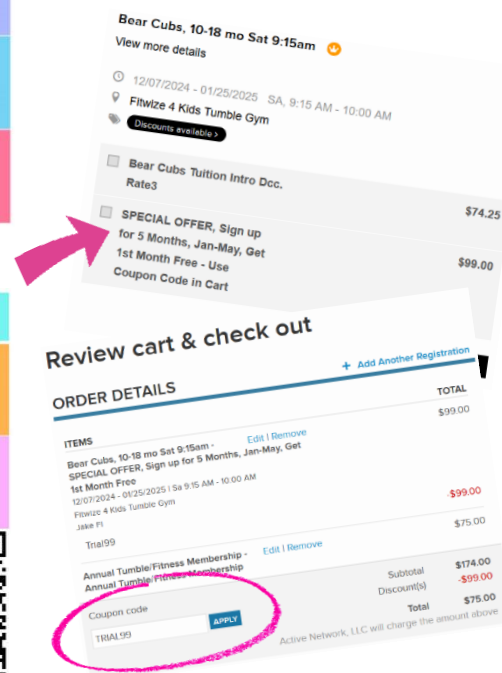 Bear Cubs, 10-18 mo Sat 9:15am
View more details
12/07/2024 - 01/25/2025 SA, 9:15 AM - 10:00 AM
Fitwize 4 Kids Tumble Gym
Discounts available >
Bear Cubs Tuition Intro Dcc.
Rate3
$74.25
SPECIAL OFFER, Sign up
for 5 Months, Jan-May, Get
1st Month Free - Use
Coupon Code in Cart
$99.00
Review cart & check out
+ Add Another Registration
ORDER DETAILS
ITEMS
TOTAL
Bear Cubs, 10-18 mo Sat 9:15am -
SPECIAL OFFER, Sign up for 5 Months, Jan-May, Get
1st Month Free
Edit | Remove
$99.00
12/07/2024 - 01/25/2025 | Sa 9:15 AM - 10:00 AM
Fitwize 4 Kids Tumble Gym
Jake Pl
Trial99
-$99.00
Annual Tumble/Fitness Membership -
Annual Tumble/Fitness Membership
Edit | Remove
$75.00
Coupon code
TRIAL99
APPLY
Subtotal $174.00
Discount(s) -$99.00
Total $75.00
Active Network, LLC will charge the amount above